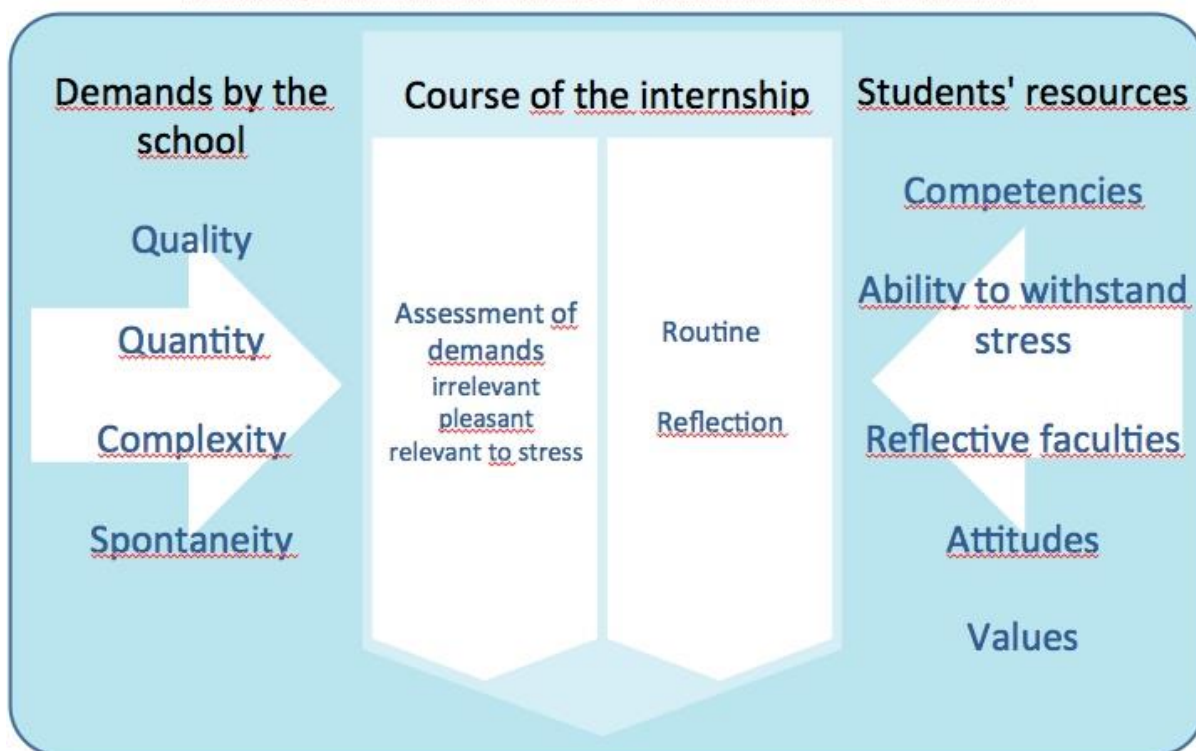 Demands by the
school
Quality
Quantity
Complexity
Spontaneity
Course of the internship
Assessment of
demands
irrelevant
pleasant
relevant to stress
Routine
Reflection
Students' resources
Competencies
Ability to withstand
stress
Reflective faculties
Attitudes
Values